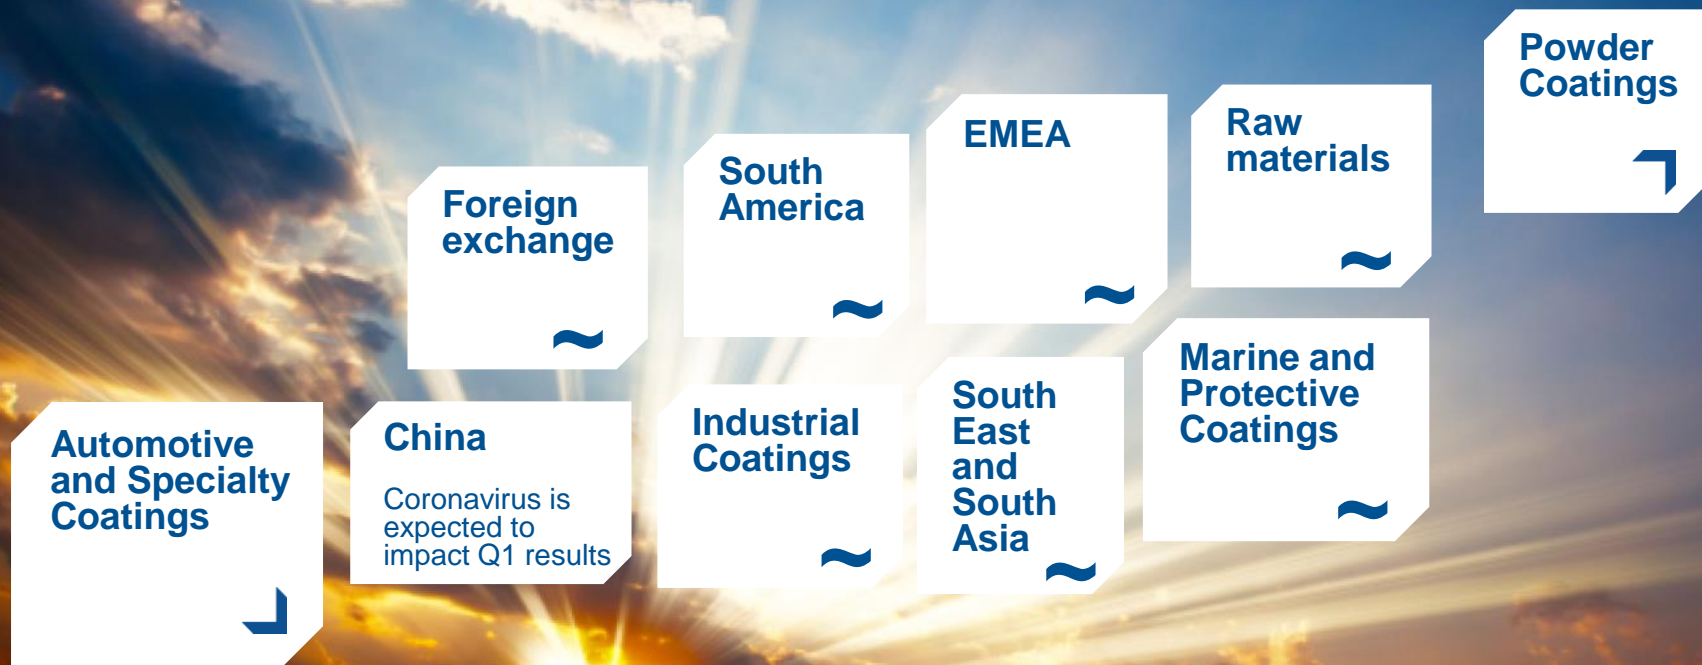 Powder
Coatings
Raw
materials
EMEA
South
America
Foreign
exchange
~
~
~
~
Marine and
Protective
Coatings
~
South
East
and
South
Asia
~
Industrial
Coatings
~
China
Coronavirus is
expected to
impact Q1 results
Automotive
and Specialty
Coatings